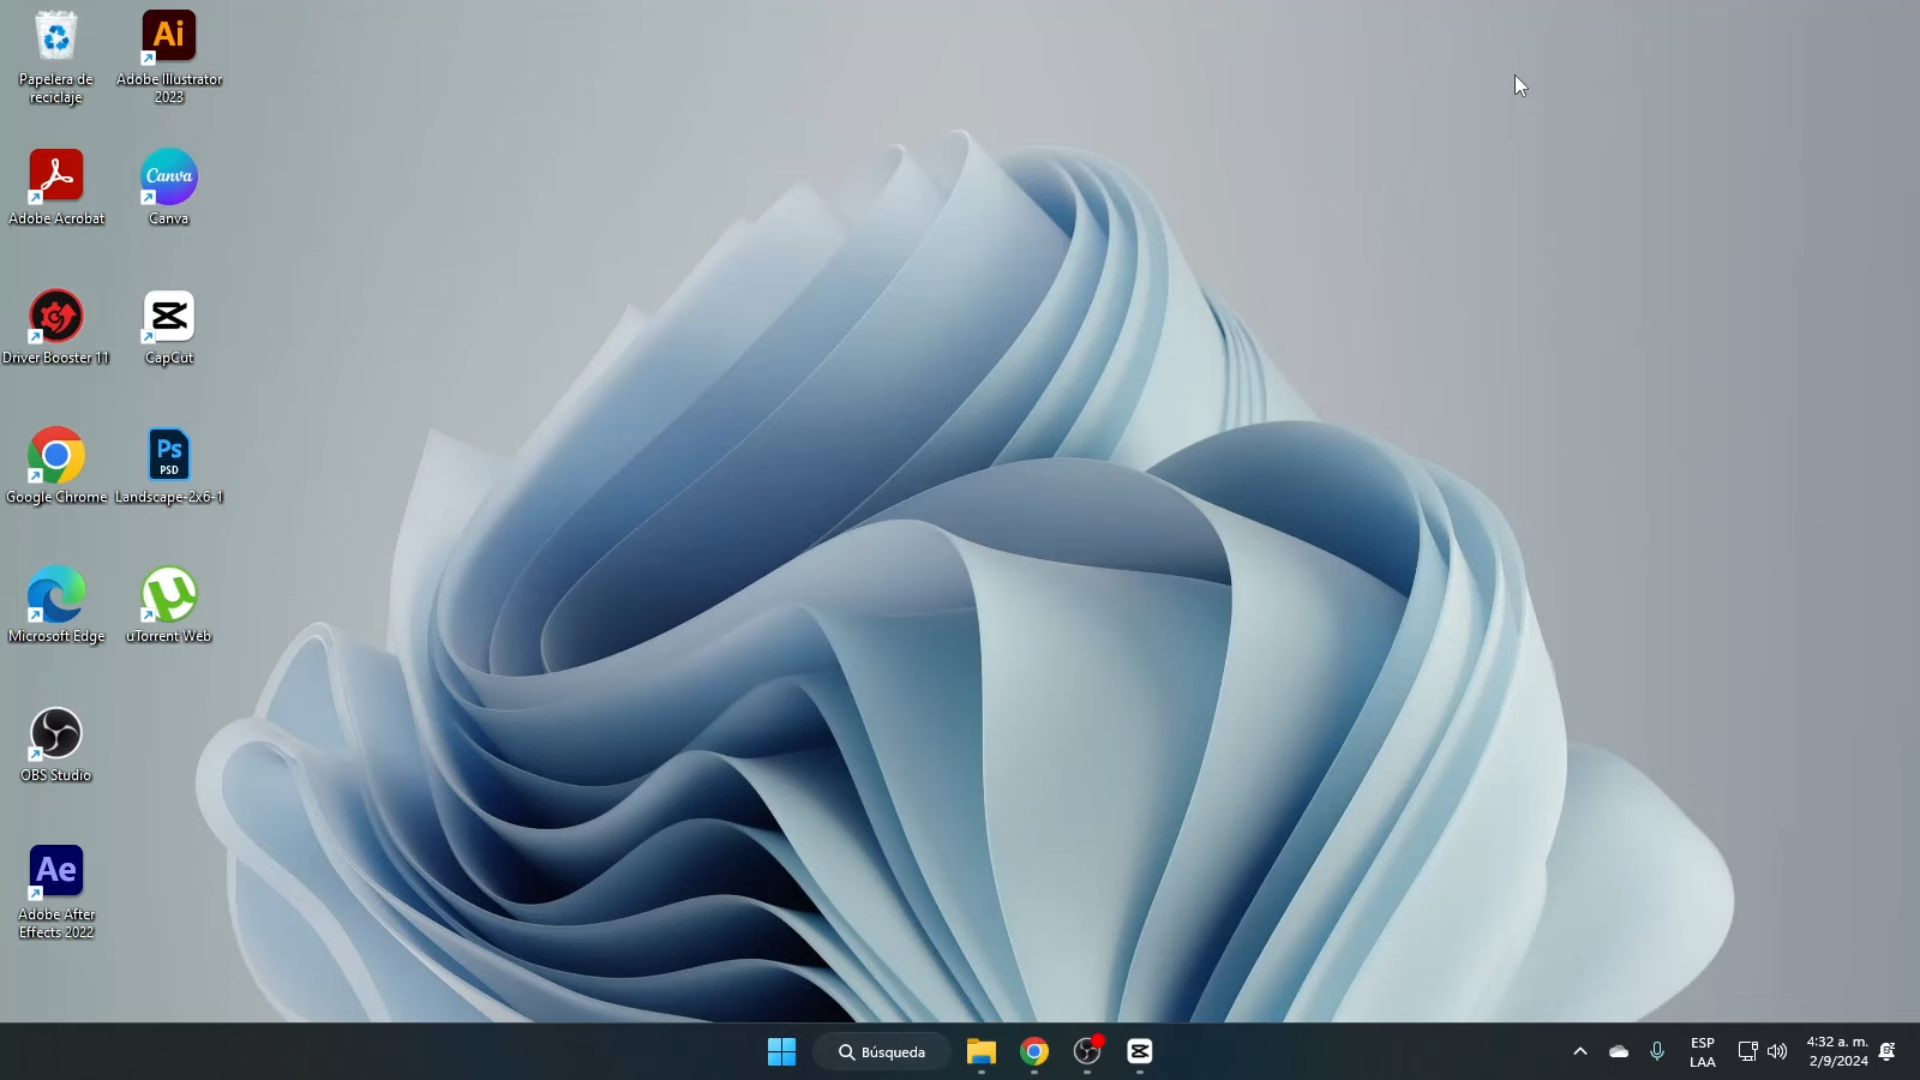 Papelera de
reciclaje
Ai
Adobe Illustrator
2023
Adobe Acrobat
Canva
Canva
Driver Booster 11
CapCut
Google Chrome
Ps
PSD
Landscape-2x6-1
Microsoft Edge
µ
uTorrent Web
OBS Studio
Ae
Adobe After
Effects 2022
Búsqueda
ESP
LAA
4:32 a. m.
2/9/2024